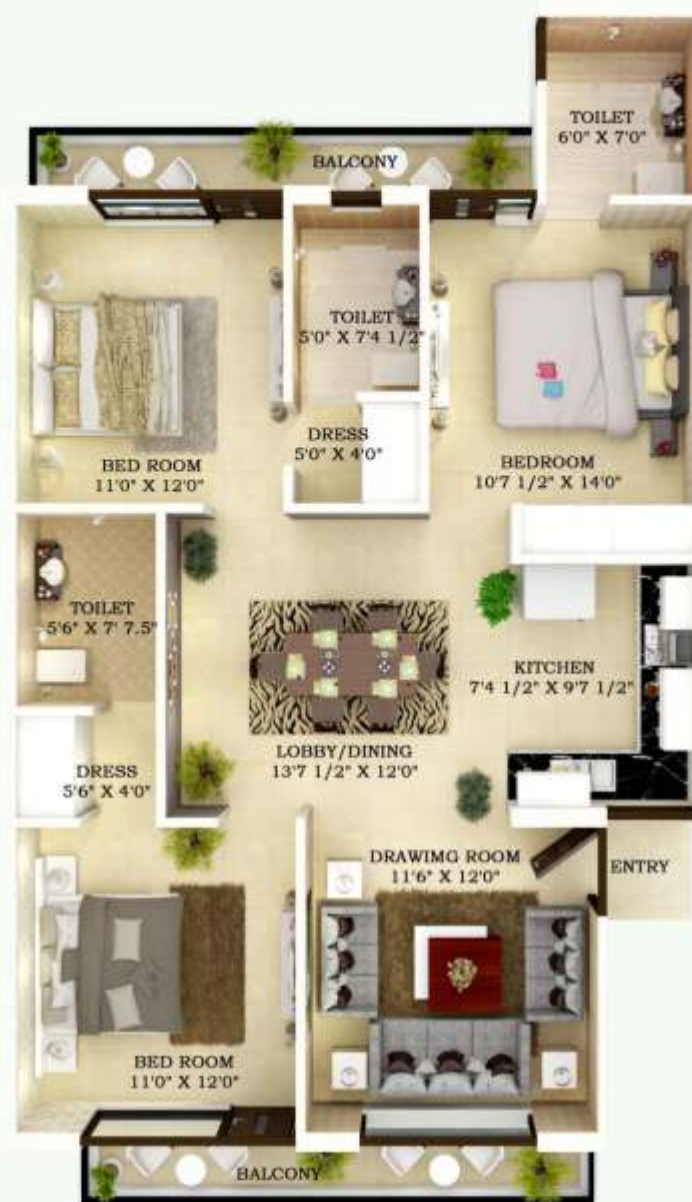 TOILET
6'0" X 7'0"
BALCONY
TOILET
5'0" X 7'4 1/2"
DRESS
5'0" X 4'0"
BED ROOM
11'0" X 12'0"
BEDROOM
10'7 1/2" X 14'0"
TOILET
5'6" X 7' 7.5"
KITCHEN
7'4 1/2" X 9'7 1/2"
LOBBY/DINING
13'7 1/2" X 12'0"
DRESS
5'6" X 4'0"
DRAWIMG ROOM
11'6" X 12'0"
ENTRY
BED ROOM
11'0" X 12'0"
BALCONY